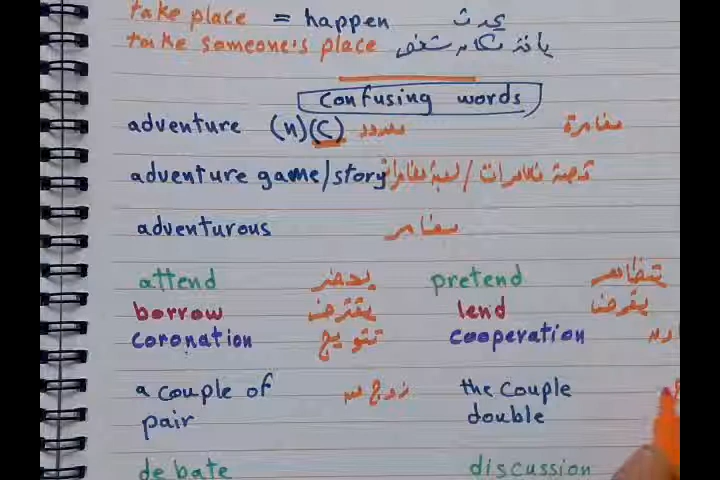 take place = happen يحدث
take someone's place يأخذ مكان شخص
confusing words
adventure (n)(C) معدود مغامرة
adventure game/story قصة مغامرات / لعبة مغامرات
adventurous مغامر
attend يحضر pretend يتظاهر
borrow يقترض lend يقرض
coronation تتويج cooperation
a couple of زوج من the couple
pair double
debate discussion